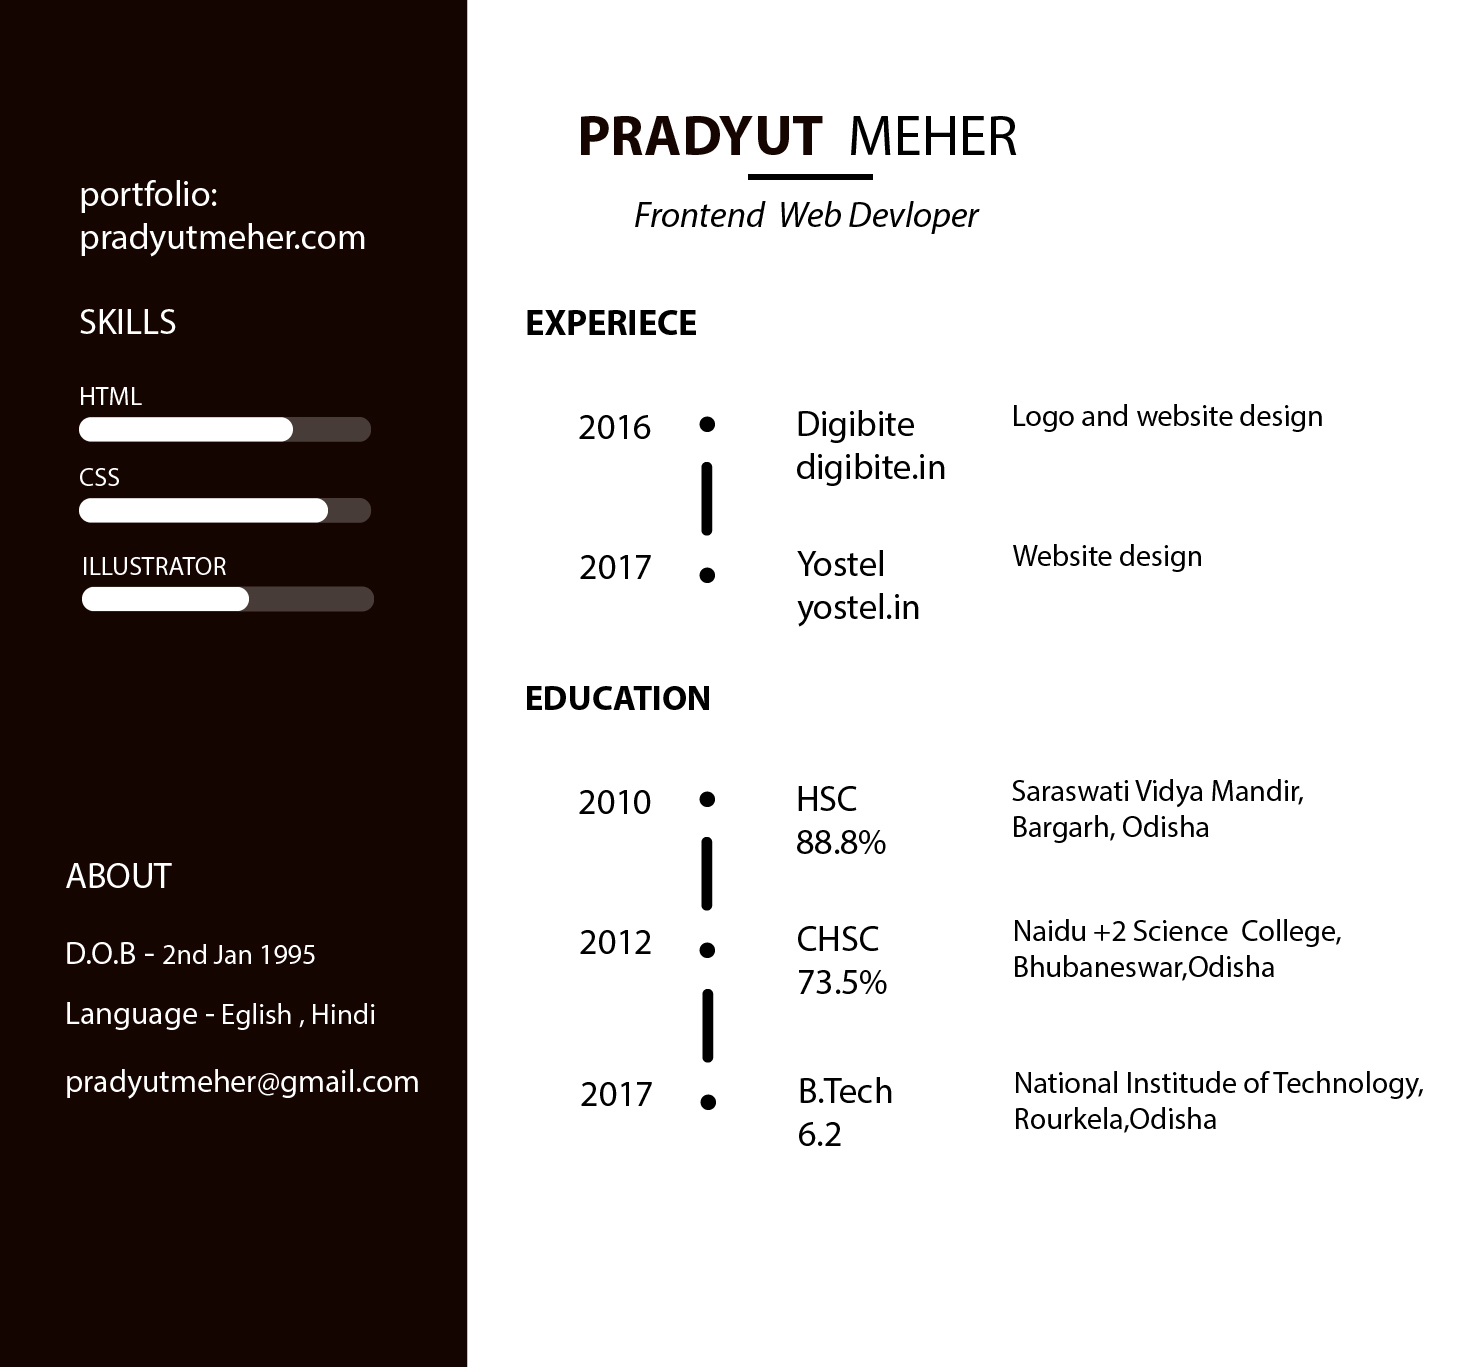 portfolio:
pradyutmeher.com
SKILLS
HTML
CSS
ILLUSTRATOR
ABOUT
D.O.B - 2nd Jan 1995
Language - Eglish , Hindi
pradyutmeher@gmail.com
PRADYUT MEHER
Frontend Web Devloper
EXPERIECE
2016
Digibite
digibite.in
Logo and website design
2017
Yostel
yostel.in
Website design
EDUCATION
2010
HSC
88.8%
Saraswati Vidya Mandir,
Bargarh, Odisha
2012
CHSC
73.5%
Naidu +2 Science College,
Bhubaneswar,Odisha
2017
B.Tech
6.2
National Institude of Technology,
Rourkela,Odisha